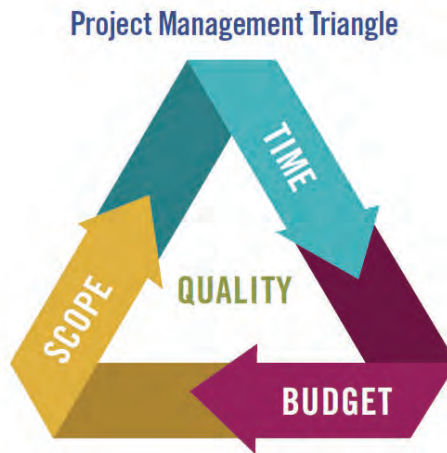 Project Management Triangle
TIME
SCOPE
QUALITY
BUDGET